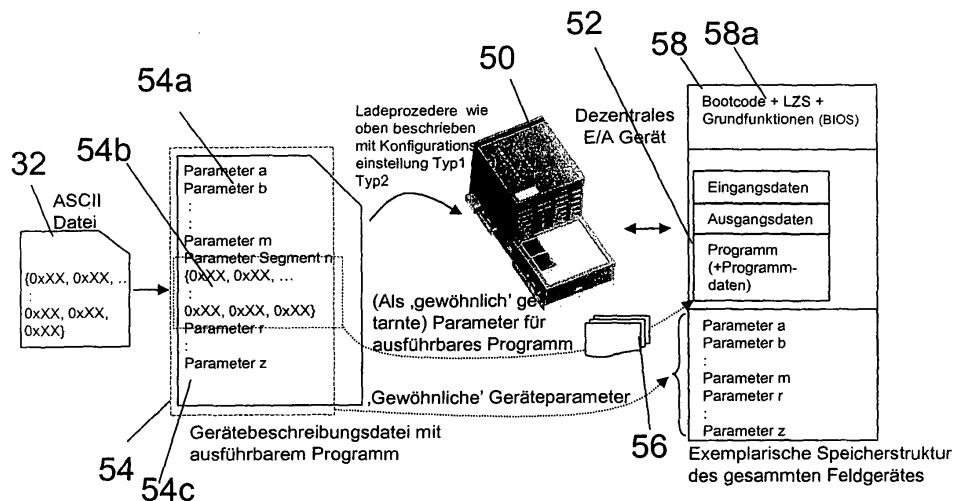 32
ASCII
Datei
{0xXX, 0xXX, ..
:
0xXX, 0xXX,
0xXX}
54a
54b
Parameter a
Parameter b
:
:
Parameter m
Parameter Segment n
{0xXX, 0xXX, …
:
0xXX, 0xXX, 0xXX}
Parameter r
:
Parameter z
54
54c
Gerätebeschreibungsdatei mit
ausführbarem Programm
Ladeprozedere wie
oben beschrieben
mit Konfigurations
einstellung Typ1
Typ2
50
(Als ‚gewöhnlich' ge
tarnte) Parameter für
ausführbares Programm
‚Gewöhnliche' Geräteparameter
56
52
Dezentrales
E/A Gerät
58
58a
Bootcode + LZS +
Grundfunktionen (BIOS)
Eingangsdaten
Ausgangsdaten
Programm
(+Programm-
daten)
Parameter a
Parameter b
:
Parameter m
Parameter r
:
Parameter z
Exemplarische Speicherstruktur
des gesammten Feldgerätes